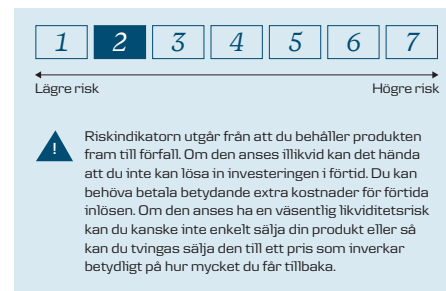 1 2 3 4 5 6 7
Lägre risk Högre risk
! Riskindikatorn utgår från att du behåller produkten
fram till förfall. Om den anses illikvid kan det hända
att du inte kan lösa in investeringen i förtid. Du kan
behöva betala betydande extra kostnader för förtida
inlösen. Om den anses ha en väsentlig likviditetsrisk
kan du kanske inte enkelt sälja din produkt eller så
kan du tvingas sälja den till ett pris som inverkar
betydligt på hur mycket du får tillbaka.